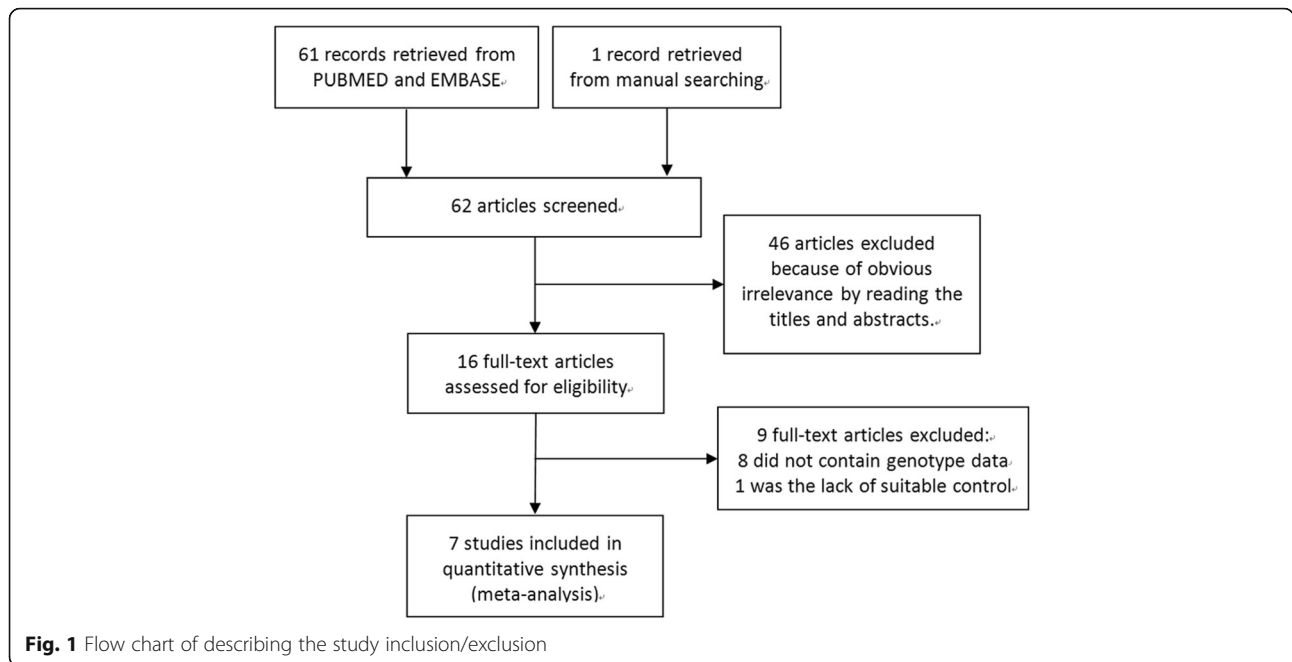 61 records retrieved from
PUBMED and EMBASE
1 record retrieved
from manual searching
62 articles screened
46 articles excluded
because of obvious
irrelevance by reading the
titles and abstracts.
16 full-text articles
assessed for eligibility
9 full-text articles excluded:
8 did not contain genotype data
1 was the lack of suitable control
7 studies included in
quantitative synthesis
(meta-analysis)
Fig. 1 Flow chart of describing the study inclusion/exclusion